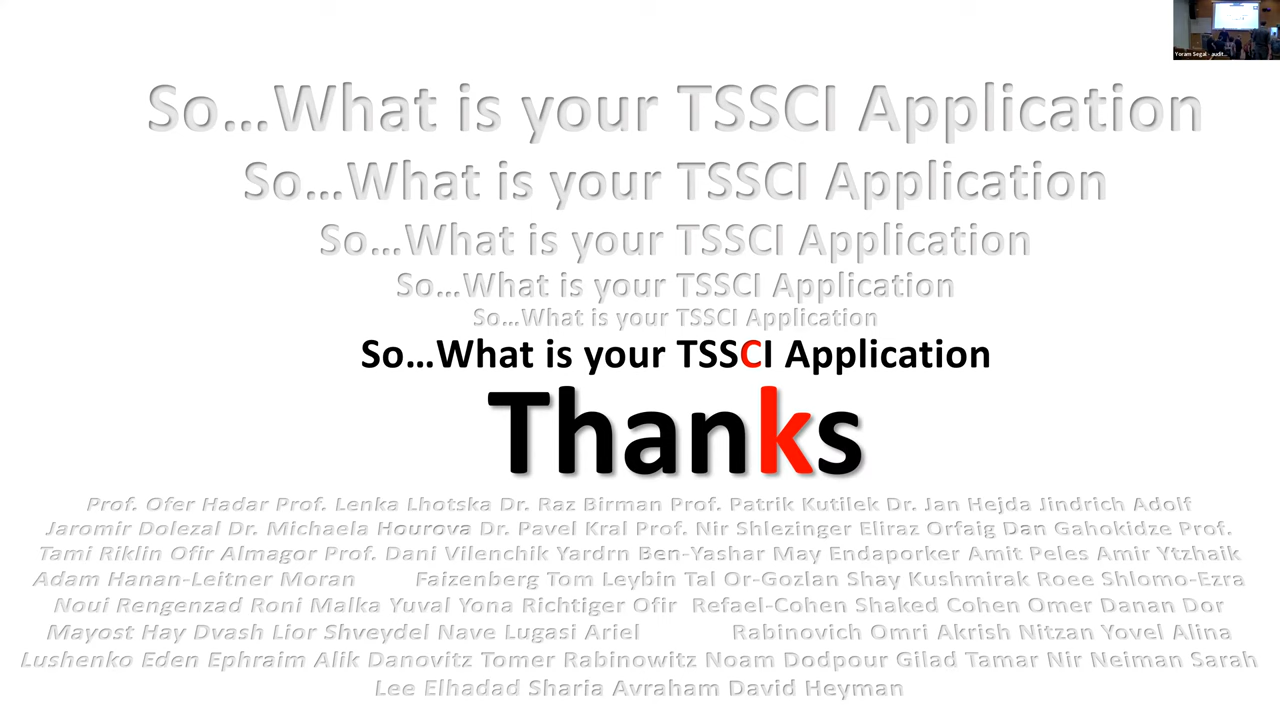 Yoram Segal - audit...
So...What is your TSSCI Application
So...What is your TSSCI Application
So...What is your TSSCI Application
So...What is your TSSCI Application
So...What is your TSSCI Application
So...What is your TSSCI Application
Thanks
Prof. Ofer Hadar Prof. Lenka Lhotska Dr. Raz Birman Prof. Patrik Kutilek Dr. Jan Hejda Jindrich Adolf
Jaromir Dolezal Dr. Michaela Hourova Dr. Pavel Kral Prof. Nir Shlezinger Eliraz Orfaig Dan Gahokidze Prof.
Tami Riklin Ofir Almagor Prof. Dani Vilenchik Yardrn Ben-Yashar May Endaporker Amit Peles Amir Ytzhaik
Adam Hanan-Leitner Moran Faizenberg Tom Leybin Tal Or-Gozlan Shay Kushmirak Roee Shlomo-Ezra
Noui Rengenzad Roni Malka Yuval Yona Richtiger Ofir Refael-Cohen Shaked Cohen Omer Danan Dor
Mayost Hay Dvash Lior Shveydel Nave Lugasi Ariel Rabinovich Omri Akrish Nitzan Yovel Alina
Lushenko Eden Ephraim Alik Danovitz Tomer Rabinowitz Noam Dodpour Gilad Tamar Nir Neiman Sarah
Lee Elhadad Sharia Avraham David Heyman